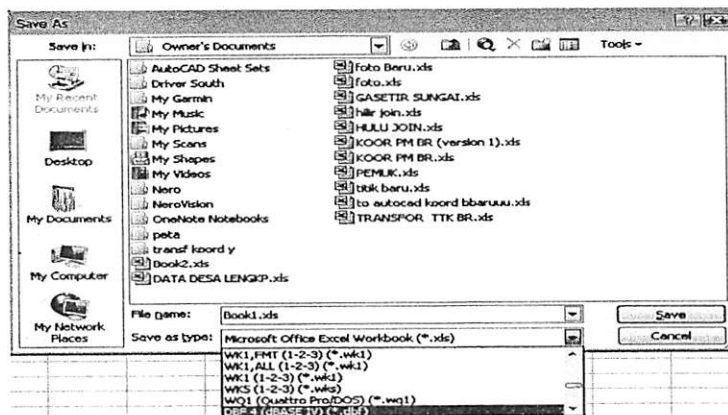 Save As
Save in:
Owner's Documents
Tools
My Recent
Documents
Desktop
My Documents
My Computer
My Network
Places
AutoCAD Sheet Sets
Driver South
My Garmin
My Music
My Pictures
My Scans
My Shapes
My Videos
Nero
NeroVision
OneNote Notebooks
peta
transf koord y
Book2.xls
DATA DESA LENGKP.xls
foto Baru.xls
foto.xls
GASETIR SUNGAI.xls
hilir join.xls
HULU JOIN.xls
KOOR PM BR (version 1).xls
KOOR PM BR.xls
PEMUK.xls
titik baru.xls
to autocad koord bbaruuu.xls
TRANSFOR TTK BR.xls
File name:
Book1.xls
Save
Save as type:
Microsoft Office Excel Workbook (*.xls)
Cancel
WK1,FMT (1-2-3) (*.wk1)
WK1,ALL (1-2-3) (*.wk1)
WK1 (1-2-3) (*.wk1)
WKS (1-2-3) (*.wks)
WQ1 (Quattro Pro/DOS) (*.wq1)
DBF 4 (dBASE IV) (*.dbf)